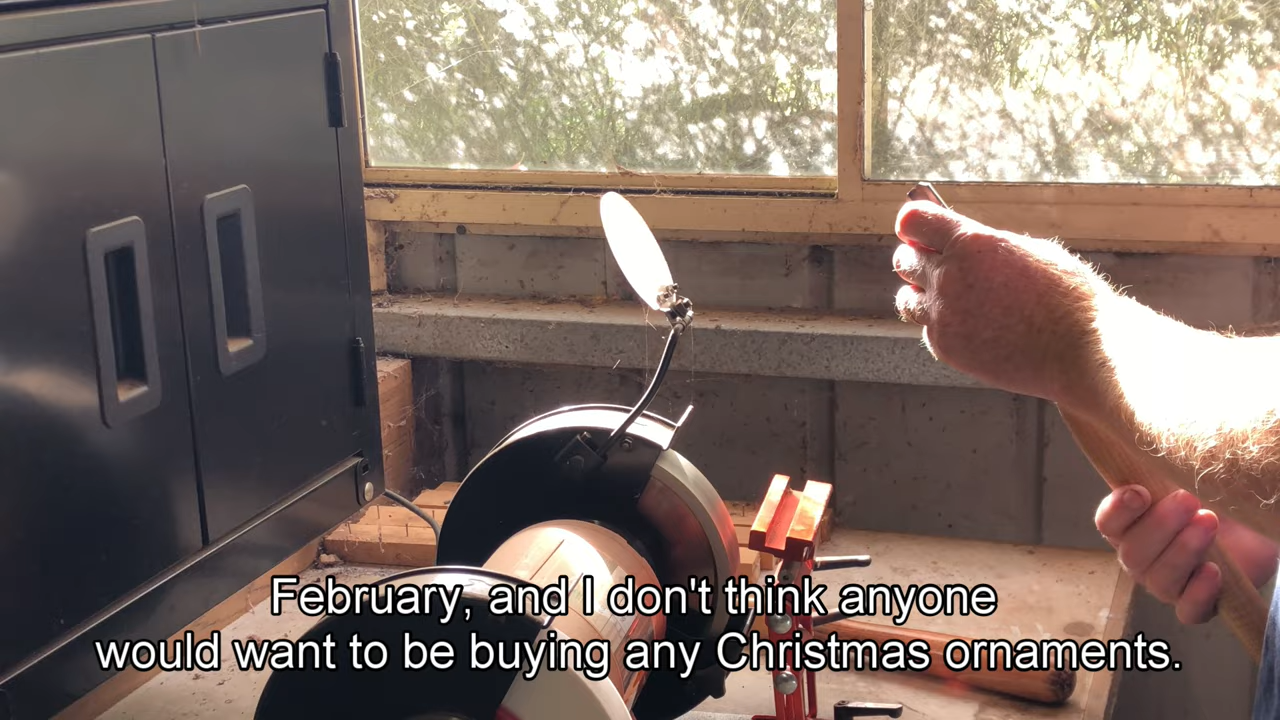 February, and I don't think anyone
would want to be buying any Christmas ornaments.